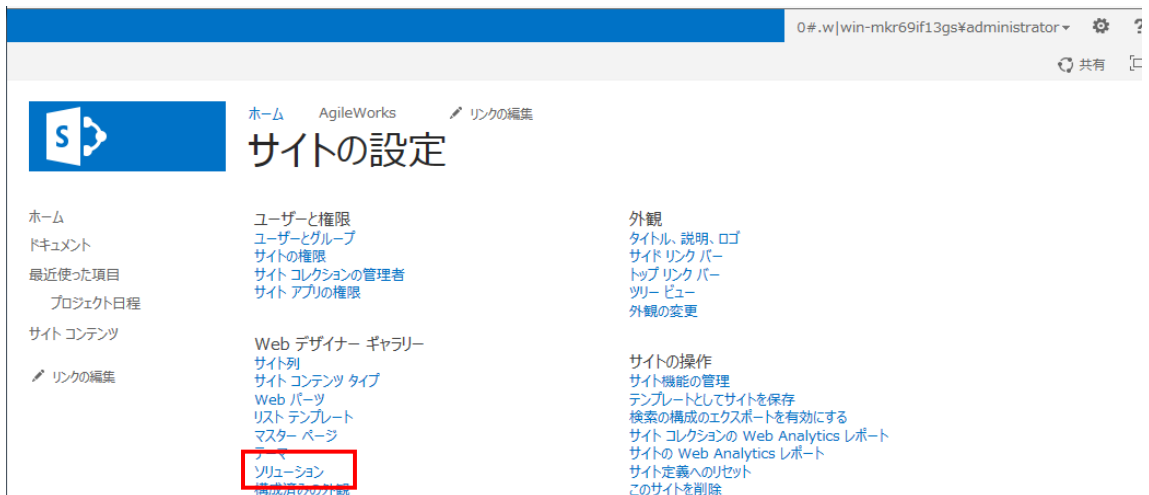 0#.w|win-mkr69if13gs¥administrator
?
共有
S
ホーム AgileWorks リンクの編集
サイトの設定
ホーム
ドキュメント
最近使った項目
プロジェクト日程
サイト コンテンツ
リンクの編集
ユーザーと権限
ユーザーとグループ
サイトの権限
サイト コレクションの管理者
サイト アプリの権限
Web デザイナー ギャラリー
サイト列
サイト コンテンツ タイプ
Web パーツ
リスト テンプレート
マスター ページ
テーマ
ソリューション
構成済みの外観
外観
タイトル、説明、ロゴ
サイド リンク バー
トップ リンク バー
ツリー ビュー
外観の変更
サイトの操作
サイト機能の管理
テンプレートとしてサイトを保存
検索の構成のエクスポートを有効にする
サイト コレクションの Web Analytics レポート
サイトの Web Analytics レポート
サイト定義へのリセット
このサイトを削除